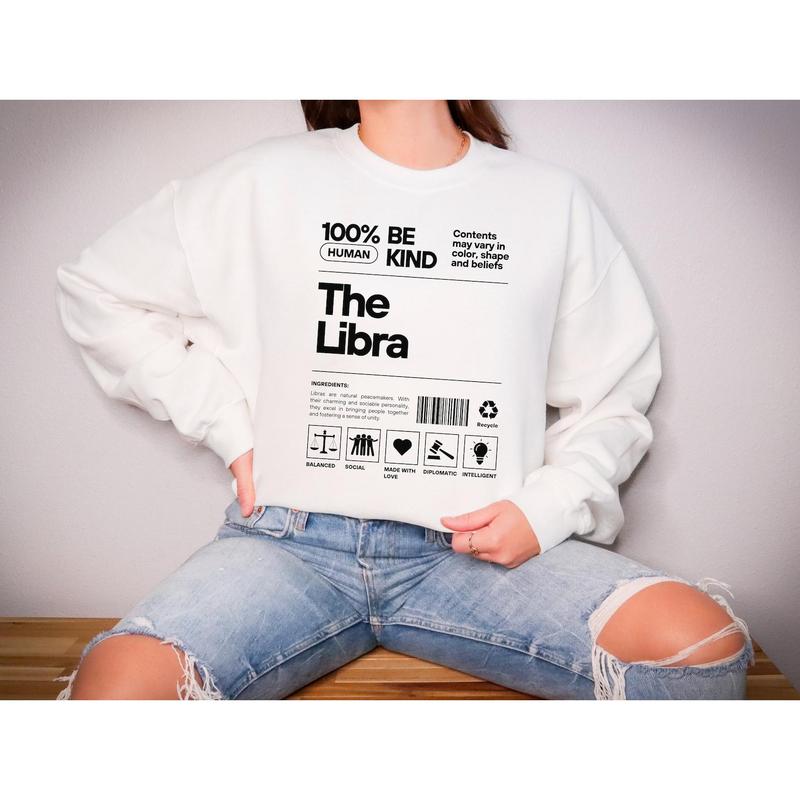 100% BE
HUMAN KIND
Contents
may vary in
color, shape
and beliefs
The
Libra
INGREDIENTS:
Libras are natural peacemakers. With
their charming and sociable personality,
they excel in bringing people together
and fostering a sense of unity.
Recycle
BALANCED SOCIAL MADE WITH LOVE DIPLOMATIC INTELLIGENT